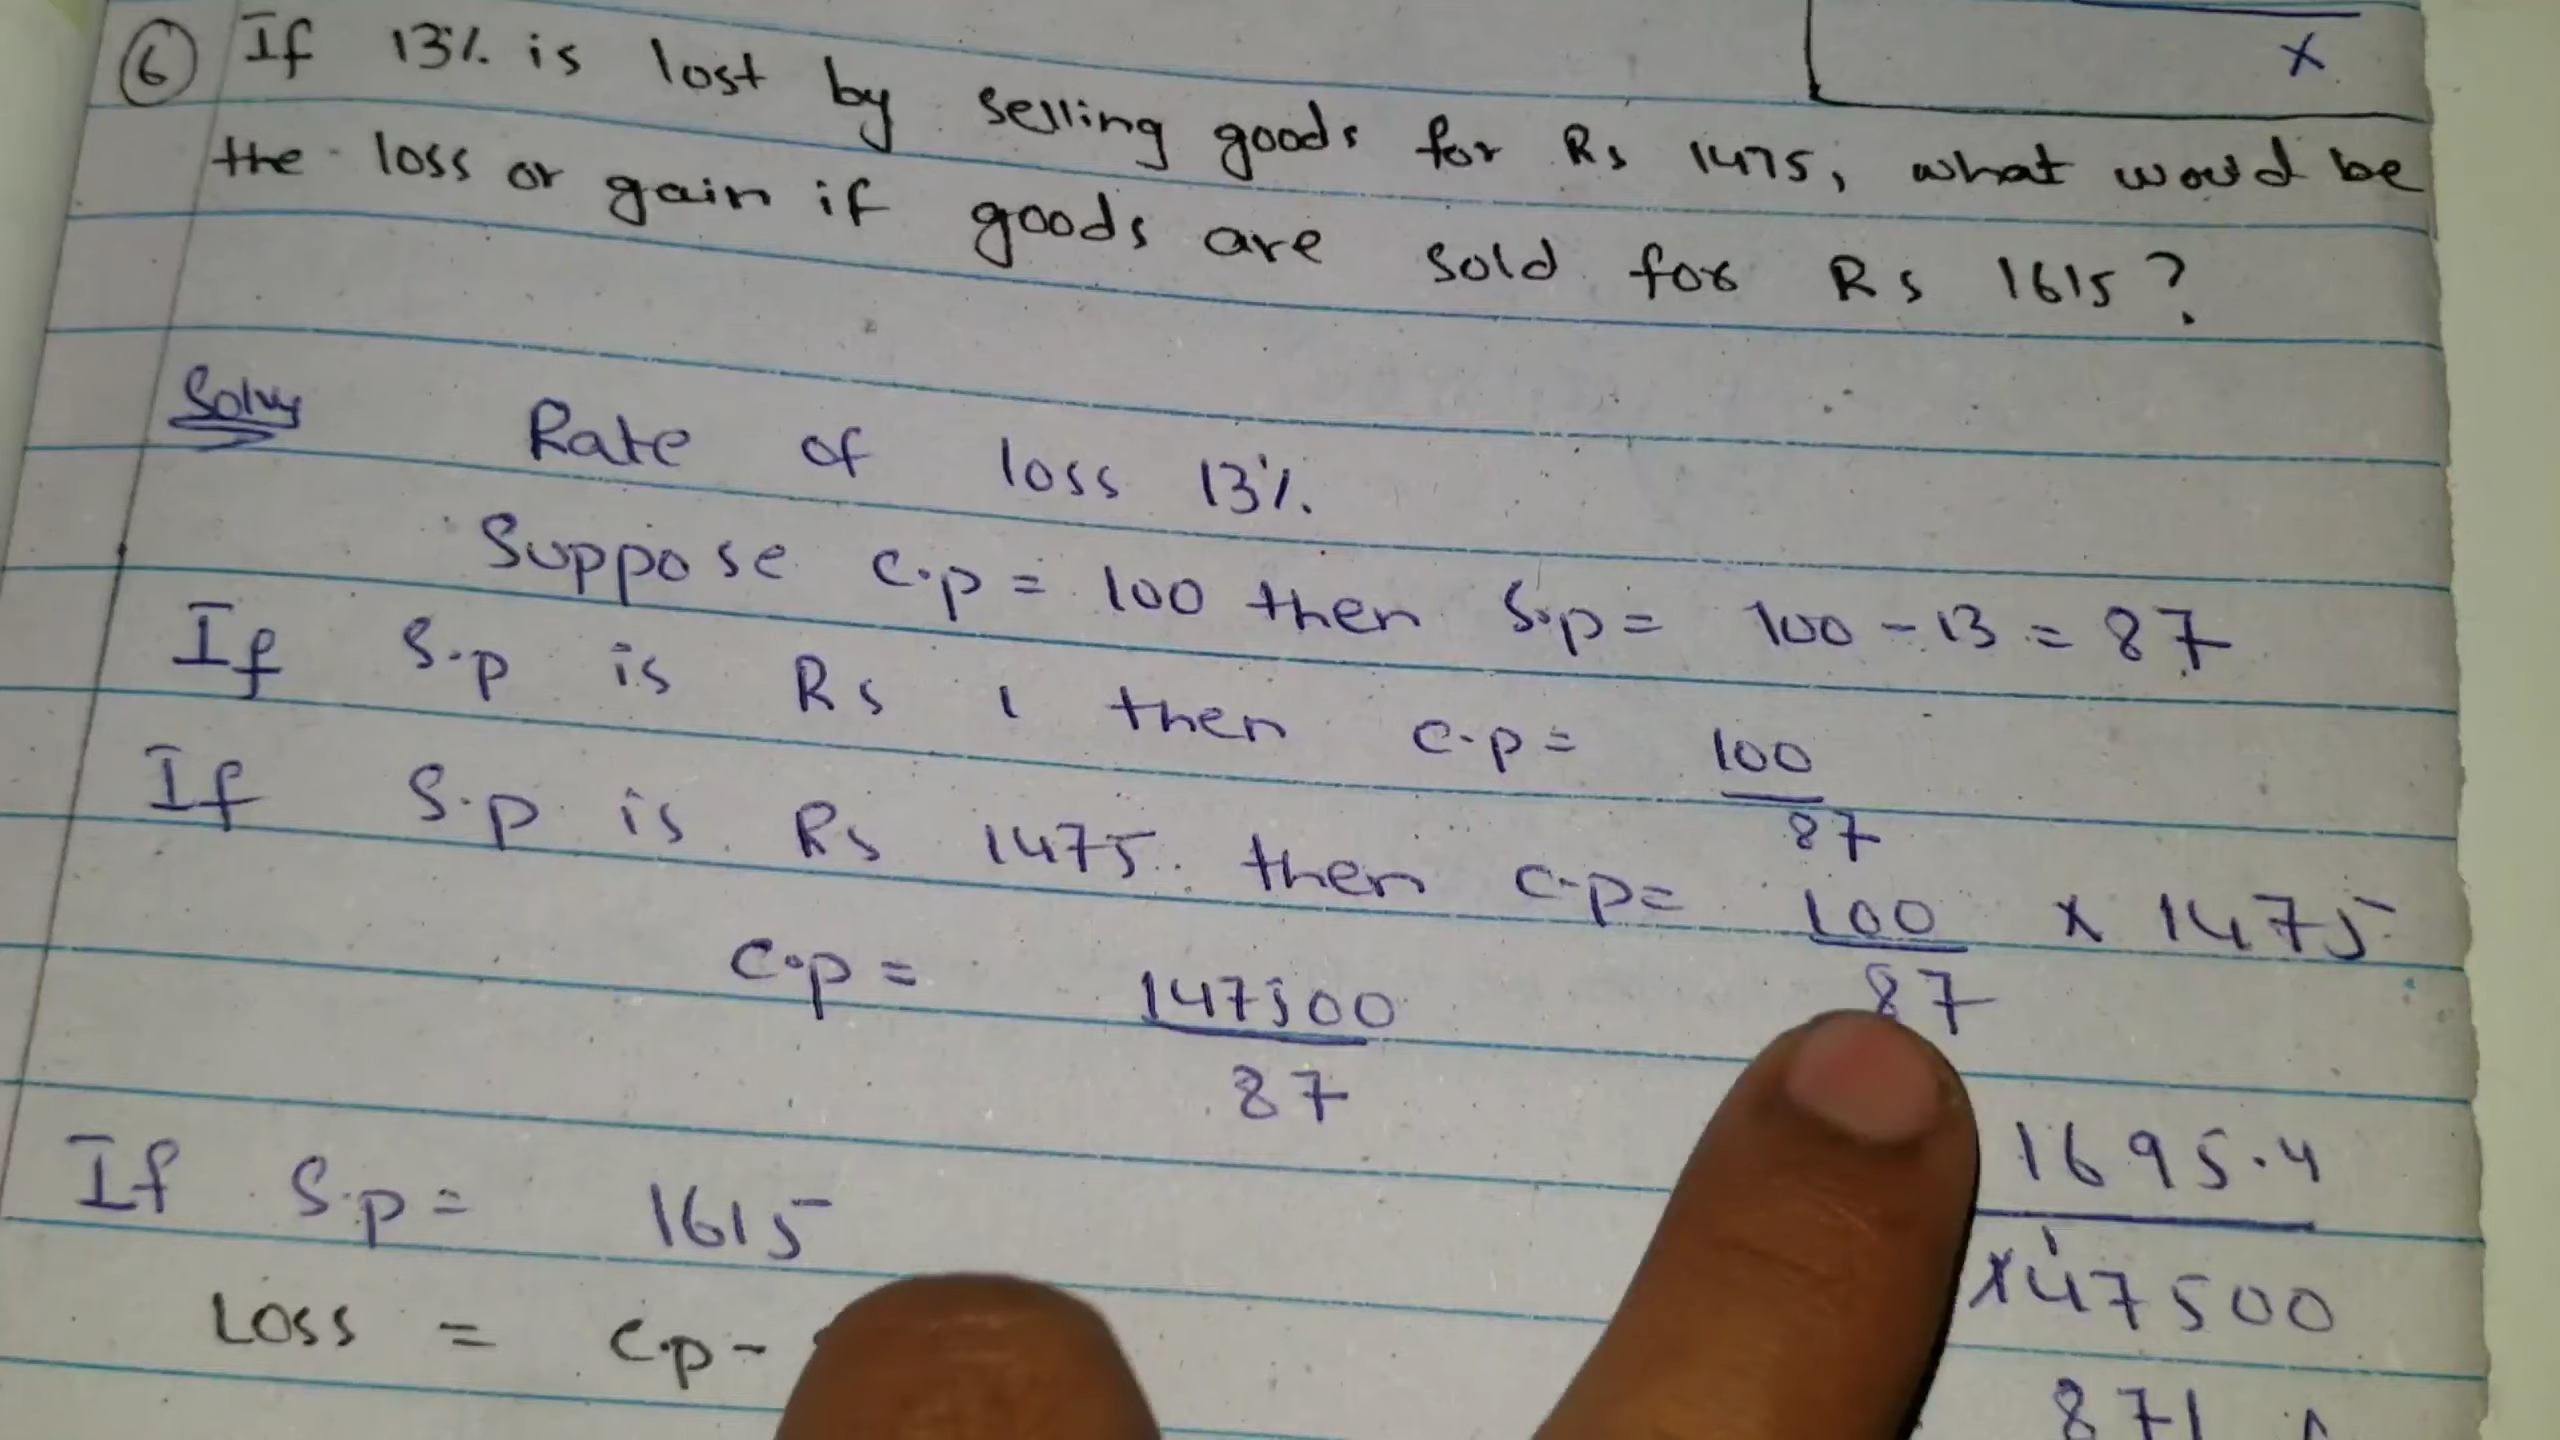 6 If 13% is lost by selling goods for Rs 1475, what would be
the loss or gain if goods are sold for Rs 1615?
Rate of loss 13%.
Suppose C.p = 100 then S.p = 100 - 13 = 87
If S.p is Rs 1 then C.p = 100/87
If S.p is Rs 1475 then C.p = 100/87 x 1475
C.p = 147500/87
1695.4
If S.p = 1615
147500
Loss = C.p -
871
x